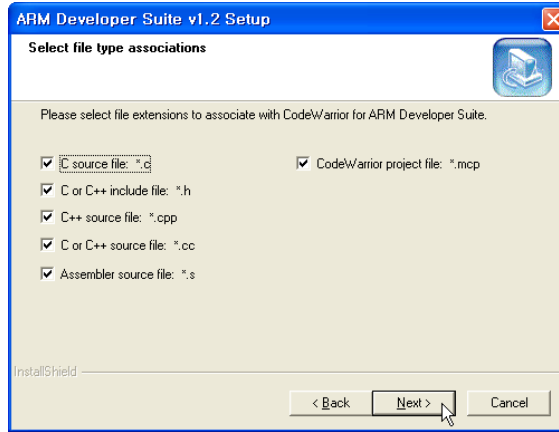 ARM Developer Suite v1.2 Setup
Select file type associations
Please select file extensions to associate with CodeWarrior for ARM Developer Suite.
C source file: *.c
CodeWarrior project file: *.mcp
C or C++ include file: *.h
C++ source file: *.cpp
C or C++ source file: *.cc
Assembler source file: *.s
InstallShield
< Back
Next >
Cancel